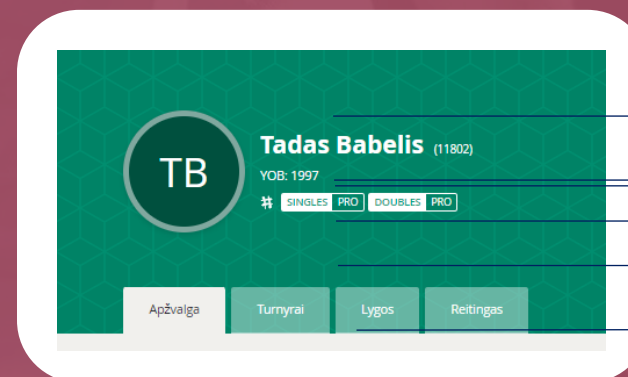 TB
Tadas Babelis (11802)
YOB: 1997
SINGLES PRO DOUBLES PRO
Apžvalga Turnyrai Lygos Reitingas